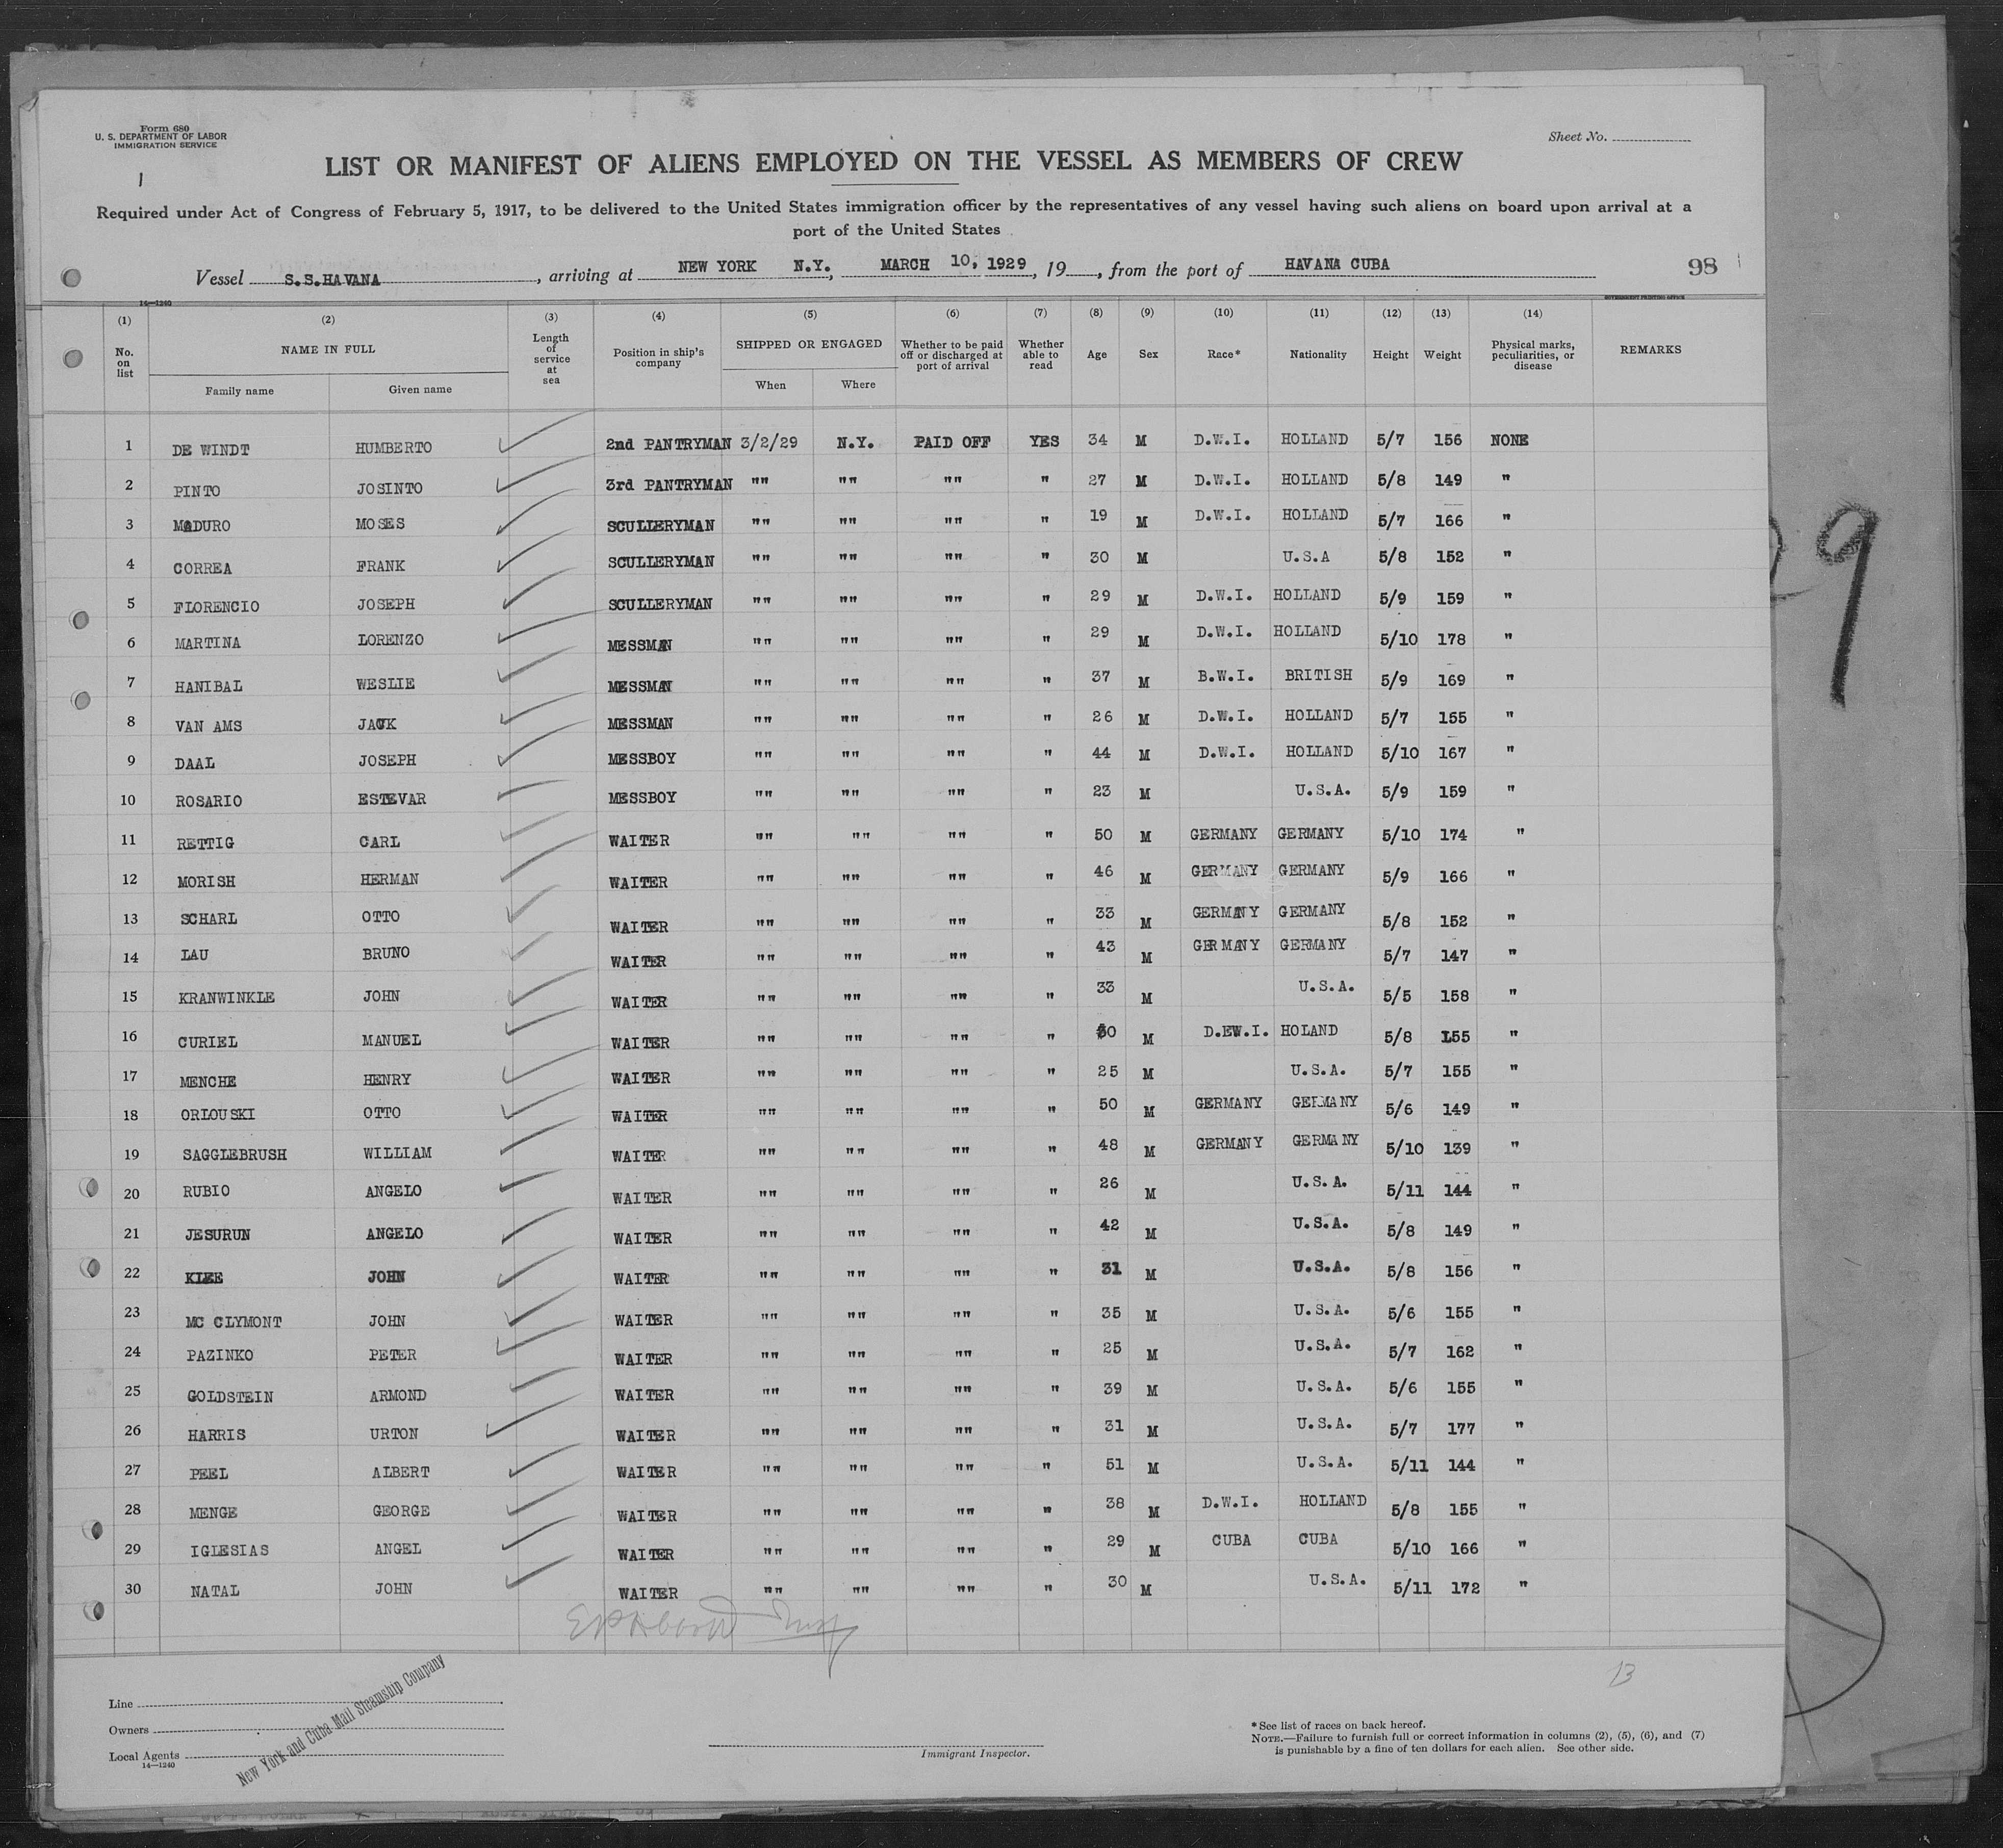 Form 680
U. S. DEPARTMENT OF LABOR
IMMIGRATION SERVICE
Sheet No.
1
LIST OR MANIFEST OF ALIENS EMPLOYED ON THE VESSEL AS MEMBERS OF CREW
Required under Act of Congress of February 5, 1917, to be delivered to the United States immigration officer by the representatives of any vessel having such aliens on board upon arrival at a
port of the United States
Vessel S.S.HAVANA, arriving at NEW YORK N.Y., MARCH 10, 1929, 19, from the port of HAVANA CUBA 98
14—1240 GOVERNMENT PRINTING OFFICE
(1) (2) (3) (4) (5) (6) (7) (8) (9) (10) (11) (12) (13) (14)
No. on list NAME IN FULL Family name Given name Length of service at sea Position in ship's company SHIPPED OR ENGAGED When Where Whether to be paid off or discharged at port of arrival Whether able to read Age Sex Race* Nationality Height Weight Physical marks, peculiarities, or disease REMARKS
1 DE WINDT HUMBERTO 2nd PANTRYMAN 3/2/29 N.Y. PAID OFF YES 34 M D.W.I. HOLLAND 5/7 156 NONE
2 PINTO JOSINTO 3rd PANTRYMAN "" "" "" " 27 M D.W.I. HOLLAND 5/8 149 "
3 MADURO MOSES SCULLERYMAN "" "" "" " 19 M D.W.I. HOLLAND 5/7 166 "
4 CORREA FRANK SCULLERYMAN "" "" "" " 30 M U.S.A 5/8 152 "
5 FLORENCIO JOSEPH SCULLERYMAN "" "" "" " 29 M D.W.I. HOLLAND 5/9 159 "
6 MARTINA LORENZO MESSMAN "" "" "" " 29 M D.W.I. HOLLAND 5/10 178 "
7 HANIBAL WESLIE MESSMAN "" "" "" " 37 M B.W.I. BRITISH 5/9 169 "
8 VAN AMS JACK MESSMAN "" "" "" " 26 M D.W.I. HOLLAND 5/7 155 "
9 DAAL JOSEPH MESSBOY "" "" "" " 44 M D.W.I. HOLLAND 5/10 167 "
10 ROSARIO ESTEVAR MESSBOY "" "" "" " 23 M U.S.A. 5/9 159 "
11 RETTIG CARL WAITER "" "" "" " 50 M GERMANY GERMANY 5/10 174 "
12 MORISH HERMAN WAITER "" "" "" " 46 M GERMANY GERMANY 5/9 166 "
13 SCHARL OTTO WAITER "" "" "" " 33 M GERMANY GERMANY 5/8 152 "
14 LAU BRUNO WAITER "" "" "" " 43 M GERMANY GERMANY 5/7 147 "
15 KRANWINKLE JOHN WAITER "" "" "" " 33 M U.S.A. 5/5 158 "
16 CURIEL MANUEL WAITER "" "" "" " M D.EW.I. HOLAND 5/8 155 "
17 MENCHE HENRY WAITER "" "" "" " 25 M U.S.A. 5/7 155 "
18 ORLOUSKI OTTO WAITER "" "" "" " 50 M GERMANY GERMANY 5/6 149 "
19 SAGGLEBRUSH WILLIAM WAITER "" "" "" " 48 M GERMANY GERMANY 5/10 139 "
20 RUBIO ANGELO WAITER "" "" "" " 26 M U.S.A. 5/11 144 "
21 JESURUN ANGELO WAITER "" "" "" " 42 M U.S.A. 5/8 149 "
22 KLEE JOHN WAITER "" "" "" " 31 M U.S.A. 5/8 156 "
23 MC CLYMONT JOHN WAITER "" "" "" " 35 M U.S.A. 5/6 155 "
24 PAZINKO PETER WAITER "" "" "" " 25 M U.S.A. 5/7 162 "
25 GOLDSTEIN ARMOND WAITER "" "" "" " 39 M U.S.A. 5/6 155 "
26 HARRIS URTON WAITER "" "" "" " 31 M U.S.A. 5/7 177 "
27 PEEL ALBERT WAITER "" "" "" " 51 M U.S.A. 5/11 144 "
28 MENGE GEORGE WAITER "" "" "" " 38 M D.W.I. HOLLAND 5/8 155 "
29 IGLESIAS ANGEL WAITER "" "" "" " 29 M CUBA CUBA 5/10 166 "
30 NATAL JOHN WAITER "" "" "" " 30 M U.S.A. 5/11 172 "
13
Line
Owners
Local Agents
14—1240
New York and Cuba Mail Steamship Company
Immigrant Inspector.
*See list of races on back hereof.
NOTE.—Failure to furnish full or correct information in columns (2), (5), (6), and (7)
is punishable by a fine of ten dollars for each alien. See other side.